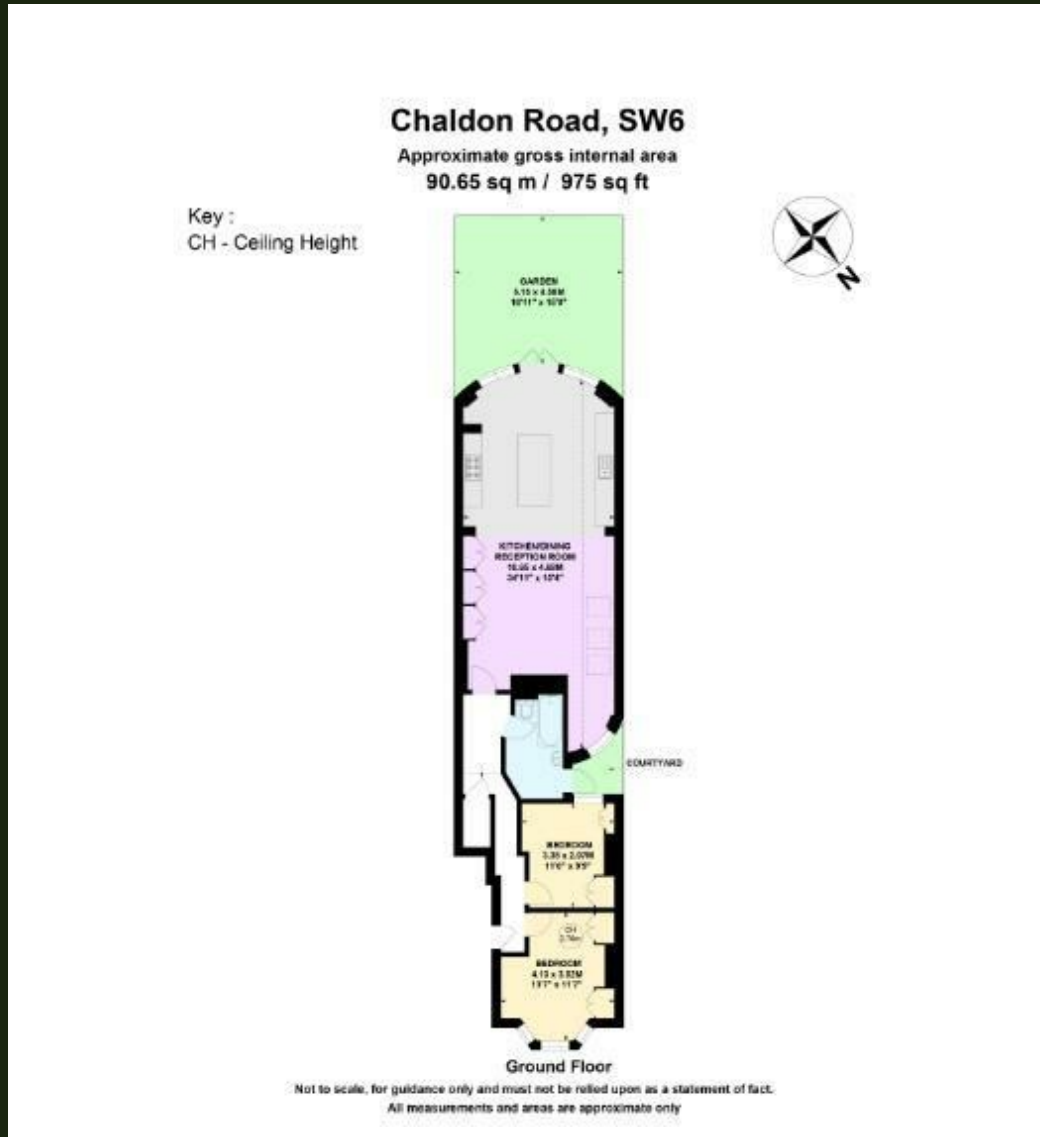 Chaldon Road, SW6
Approximate gross internal area
90.65 sq m / 975 sq ft
Key :
CH - Ceiling Height
N
GARDEN
KITCHEN/DINING
RECEPTION ROOM
COURTYARD
BEDROOM
CH
BEDROOM
Ground Floor
Not to scale, for guidance only and must not be relied upon as a statement of fact.
All measurements and areas are approximate only